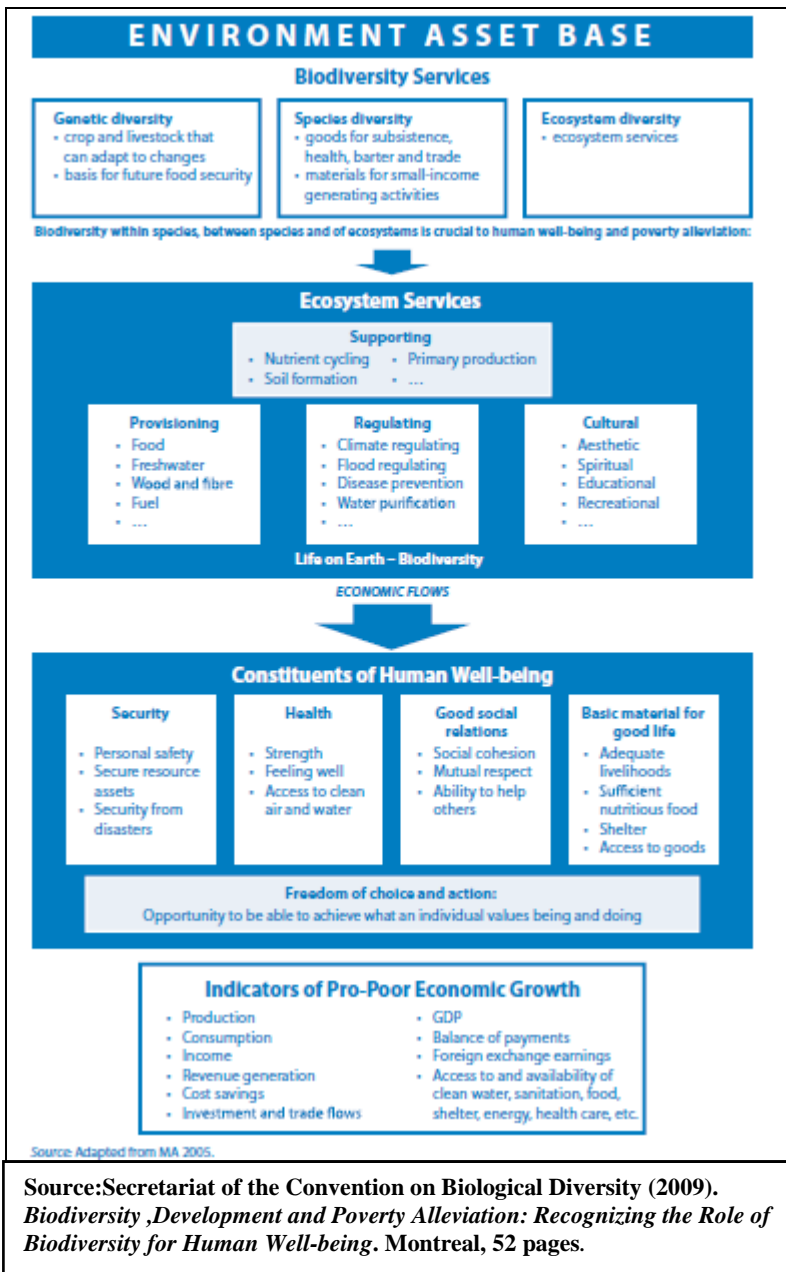 ENVIRONMENT ASSET BASE
Biodiversity Services
Genetic diversity
• crop and livestock that
can adapt to changes
• basis for future food security
Species diversity
• goods for subsistence,
health, barter and trade
• materials for small-income
generating activities
Ecosystem diversity
• ecosystem services
Biodiversity within species, between species and of ecosystems is crucial to human well-being and poverty alleviation:
Ecosystem Services
Supporting
• Nutrient cycling
• Soil formation
• Primary production
• ...
Provisioning
• Food
• Freshwater
• Wood and fibre
• Fuel
• ...
Regulating
• Climate regulating
• Flood regulating
• Disease prevention
• Water purification
• ...
Cultural
• Aesthetic
• Spiritual
• Educational
• Recreational
• ...
Life on Earth – Biodiversity
ECONOMIC FLOWS
Constituents of Human Well-being
Security
• Personal safety
• Secure resource
assets
• Security from
disasters
Health
• Strength
• Feeling well
• Access to clean
air and water
Good social
relations
• Social cohesion
• Mutual respect
• Ability to help
others
Basic material for
good life
• Adequate
livelihoods
• Sufficient
nutritious food
• Shelter
• Access to goods
Freedom of choice and action:
Opportunity to be able to achieve what an individual values being and doing
Indicators of Pro-Poor Economic Growth
• Production
• Consumption
• Income
• Revenue generation
• Cost savings
• Investment and trade flows
• GDP
• Balance of payments
• Foreign exchange earnings
• Access to and availability of
clean water, sanitation, food,
shelter, energy, health care, etc.
Source: Adapted from MA 2005.
Source:Secretariat of the Convention on Biological Diversity (2009).
Biodiversity ,Development and Poverty Alleviation: Recognizing the Role of
Biodiversity for Human Well-being. Montreal, 52 pages.